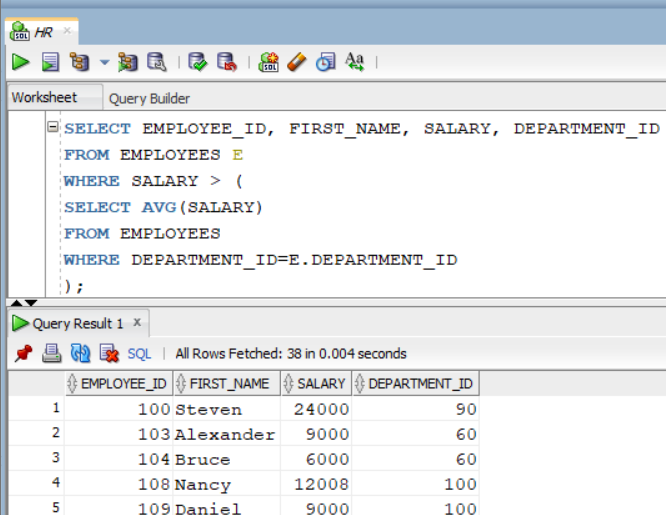 HR
Worksheet Query Builder
SELECT EMPLOYEE_ID, FIRST_NAME, SALARY, DEPARTMENT_ID
FROM EMPLOYEES E
WHERE SALARY > (
SELECT AVG(SALARY)
FROM EMPLOYEES
WHERE DEPARTMENT_ID=E.DEPARTMENT_ID
);
Query Result 1 x
SQL | All Rows Fetched: 38 in 0.004 seconds
EMPLOYEE_ID FIRST_NAME SALARY DEPARTMENT_ID
1 100 Steven 24000 90
2 103 Alexander 9000 60
3 104 Bruce 6000 60
4 108 Nancy 12008 100
5 109 Daniel 9000 100